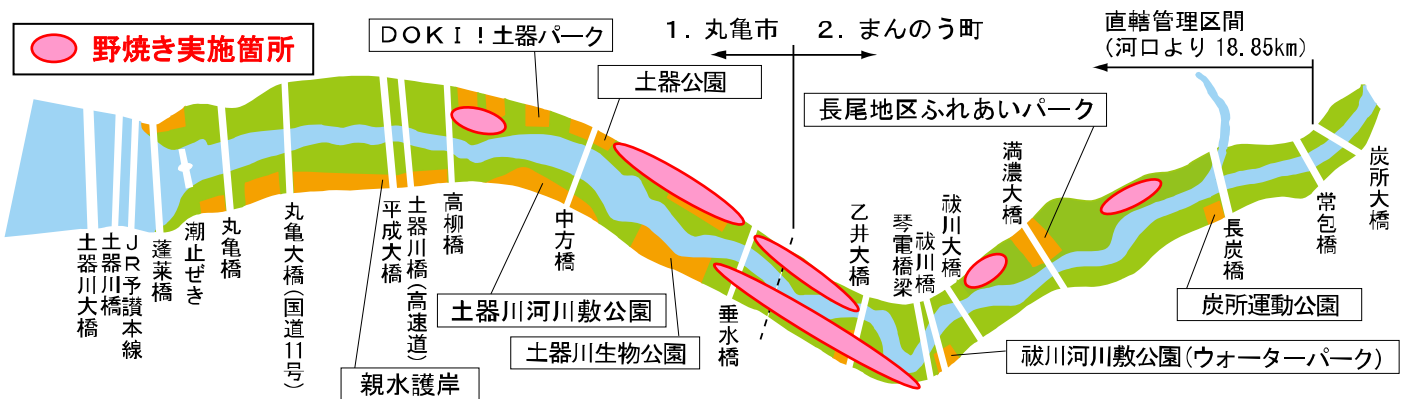 野焼き実施箇所
DOKI!土器パーク
1. 丸亀市
2. まんのう町
直轄管理区間
(河口より 18.85km)
土器公園
長尾地区ふれあいパーク
土器川大橋
土器川橋
JR予讃本線
蓬莱橋
潮止ぜき
丸亀橋
丸亀大橋(国道11号)
平成大橋
土器川橋(高速道)
高柳橋
中方橋
垂水橋
乙井大橋
琴電橋梁
祓川橋
祓川大橋
満濃大橋
長炭橋
常包橋
炭所大橋
土器川河川敷公園
土器川生物公園
親水護岸
炭所運動公園
祓川河川敷公園(ウォーターパーク)